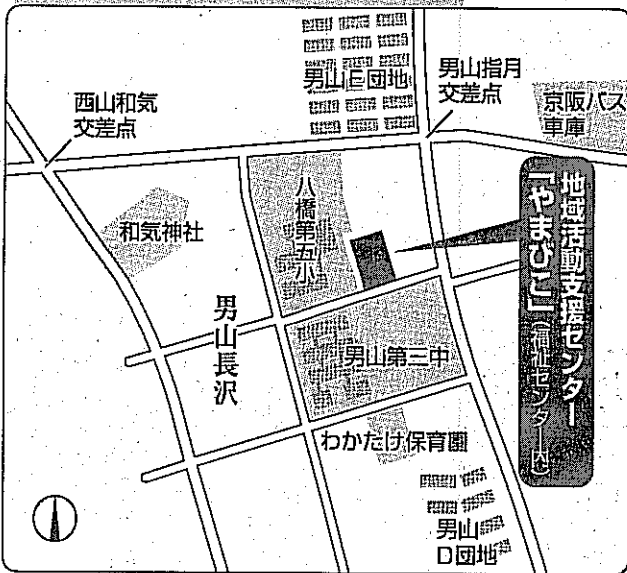 男山E団地
男山指月
交差点
京阪バス
車庫
西山和気
交差点
地域活動支援センター
「やまびこ」(福祉センター内)
八橋第五小
和気神社
男山長沢
男山第三中
わかたけ保育園
男山
D団地